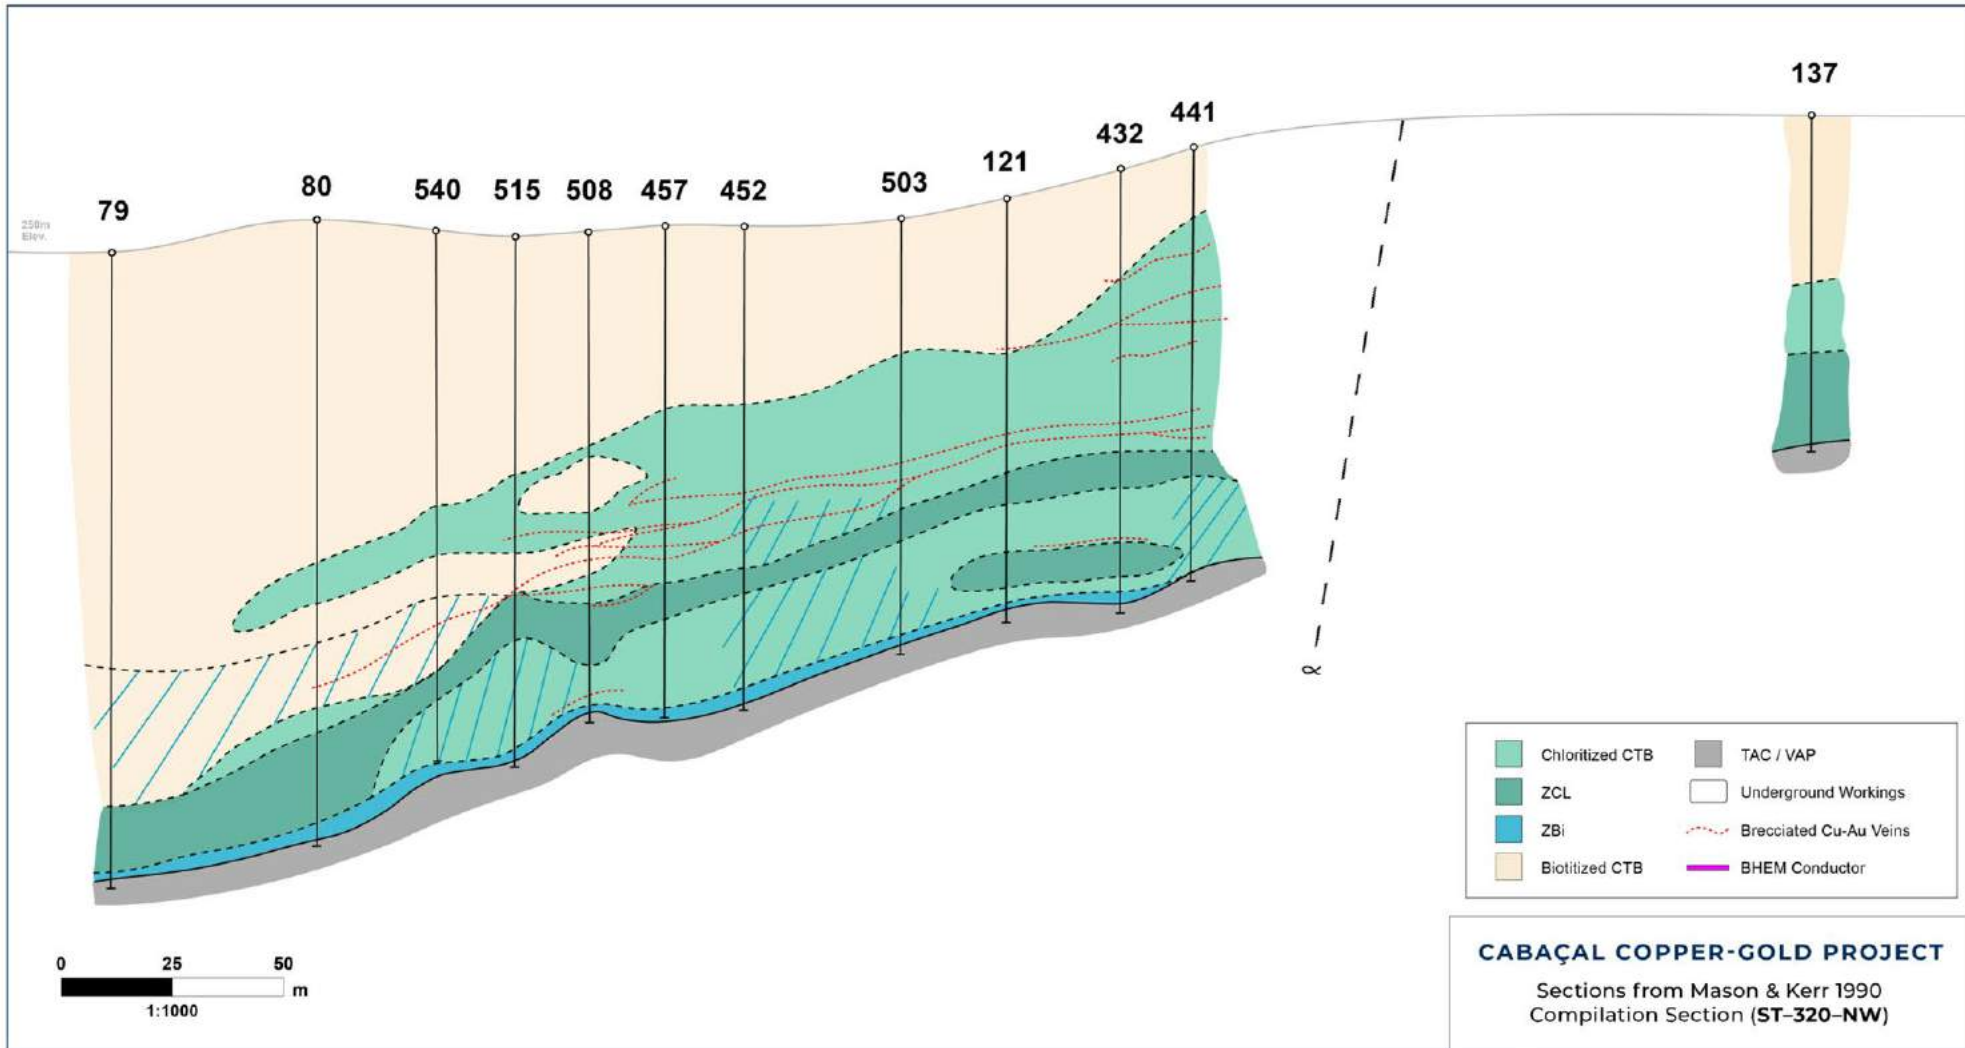 137
441
432
121
503
452
457
508
515
540
80
79
250m
Elev.
α
Chloritized CTB
TAC / VAP
ZCL
Underground Workings
ZBi
Brecciated Cu-Au Veins
Biotitized CTB
BHEM Conductor
0 25 50
m
1:1000
CABAÇAL COPPER-GOLD PROJECT
Sections from Mason & Kerr 1990
Compilation Section (ST-320-NW)